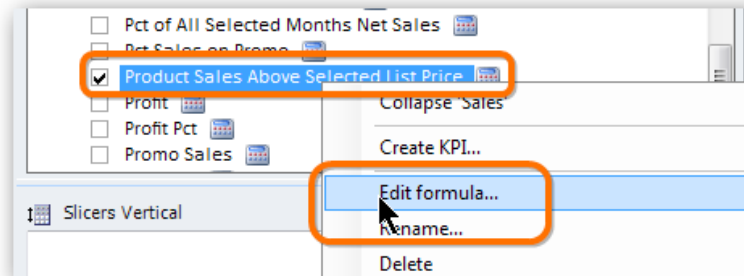 Pct of All Selected Months Net Sales
Pct Sales on Promo
Product Sales Above Selected List Price
Profit
Collapse 'Sales'
Profit Pct
Promo Sales
Create KPI...
Edit formula...
Slicers Vertical
Rename...
Delete